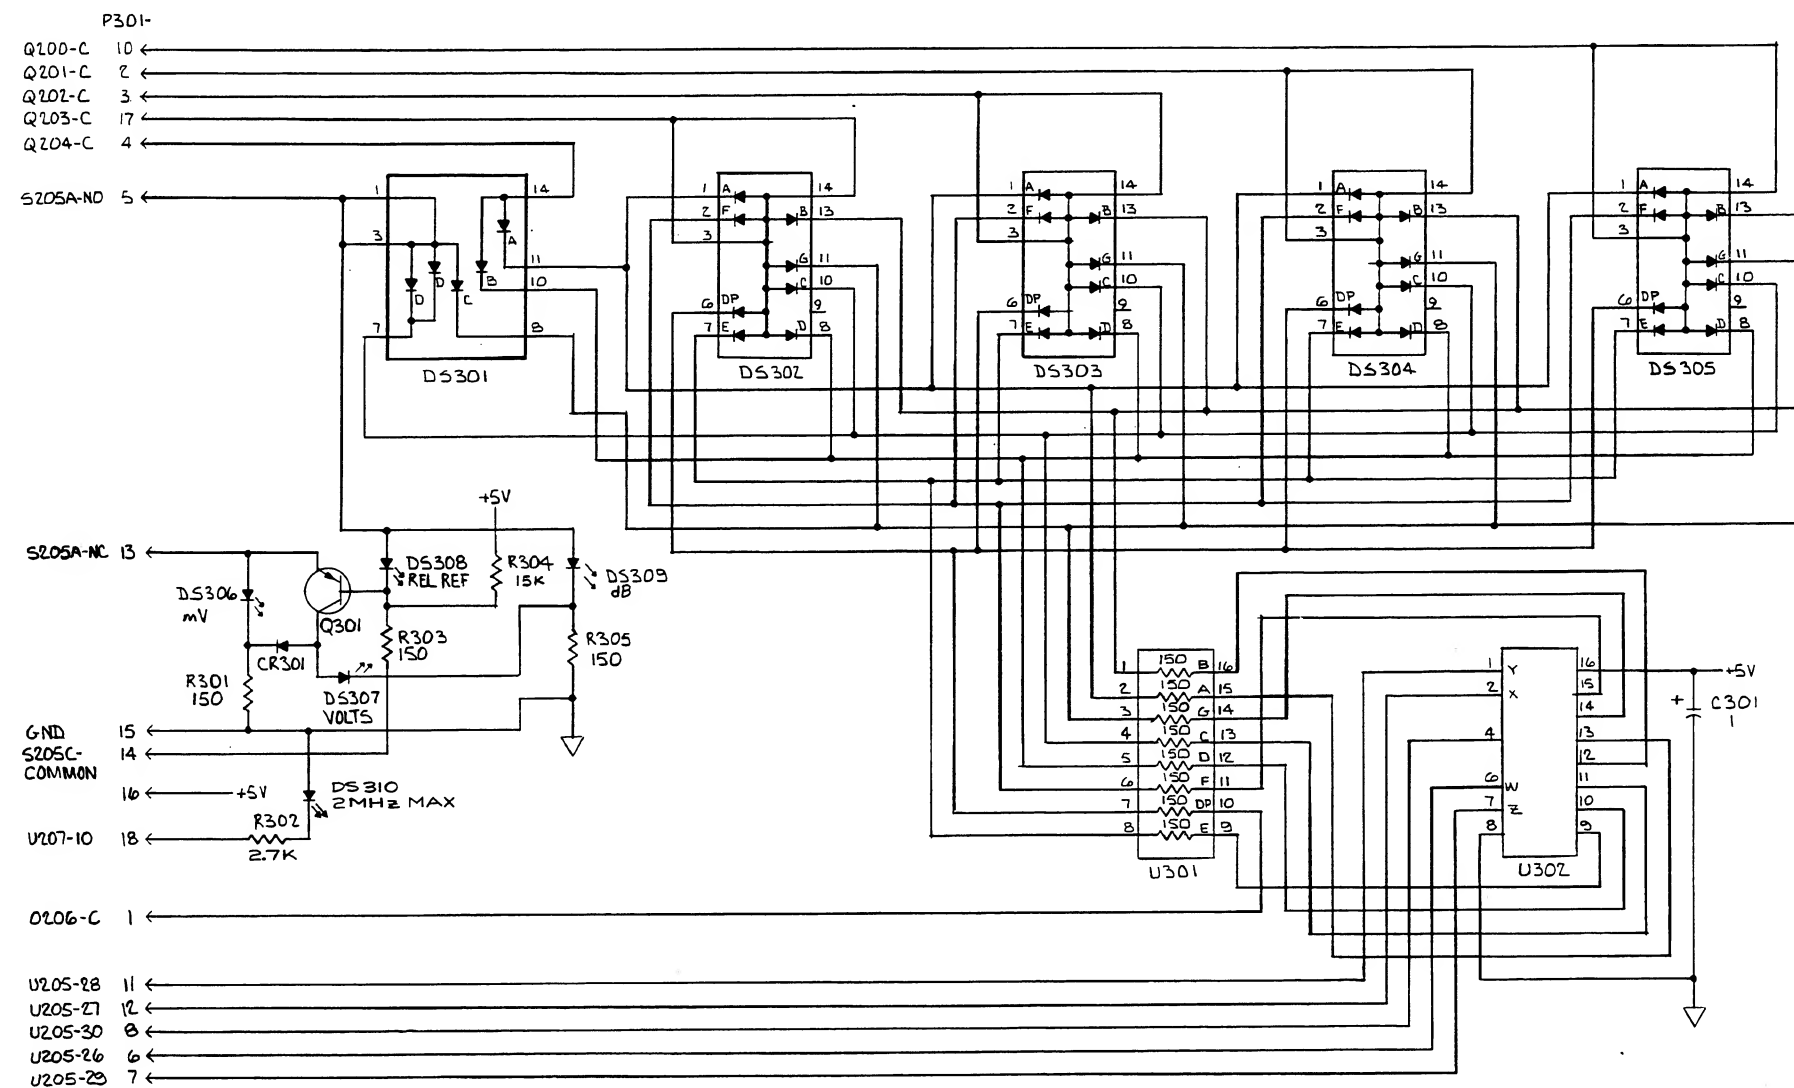 P301-
Q200-C 10
Q201-C 2
Q202-C 3
Q203-C 17
Q204-C 4
S205A-NO 5
1 14
3 A
11
D D C B 10
7 8
DS301
1 A 14
2 F B 13
3
G 11
C 10
6 DP 9
7 E D 8
DS302
1 A 14
2 F B 13
3
G 11
C 10
6 DP 9
7 E D 8
DS303
1 A 14
2 F B 13
3
G 11
C 10
6 DP 9
7 E D 8
DS304
1 A 14
2 F B 13
3
G 11
C 10
6 DP 9
7 E D 8
DS305
+5V
S205A-NC 13
DS308
REL REF
R304
15K
DS309
dB
DS306
mV
Q301
R303
150
R305
150
CR301
R301
150
DS307
VOLTS
GND 15
S205C-
COMMON 14
16 +5V
DS310
2MHz MAX
R302
2.7K
U207-10 18
1 150 B 16
2 150 A 15
3 150 G 14
4 150 C 13
5 150 D 12
6 150 F 11
7 150 DP 10
8 150 E 9
U301
1 Y 16
2 X 15
14
4 13
12
6 W 11
7 Z 10
8 9
U302
+5V
+ C301
1
O206-C 1
U205-28 11
U205-27 12
U205-30 8
U205-26 6
U205-29 7